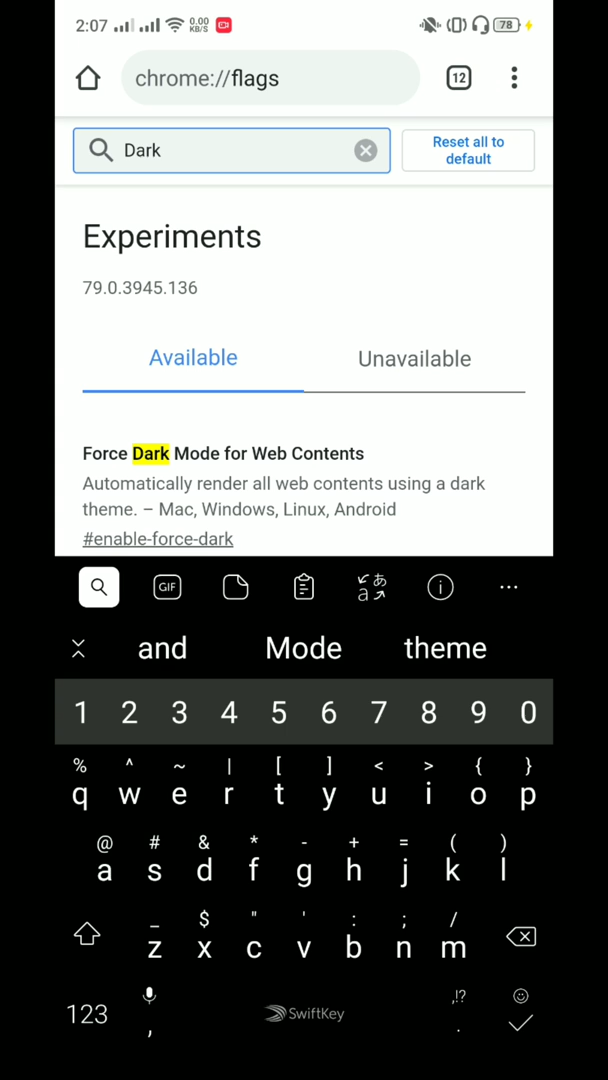 2:07 0.00 KB/S 78
chrome://flags 12
Dark Reset all to default
Experiments
79.0.3945.136
Available Unavailable
Force Dark Mode for Web Contents
Automatically render all web contents using a dark
theme. – Mac, Windows, Linux, Android
#enable-force-dark
GIF あ a
and Mode theme
1 2 3 4 5 6 7 8 9 0
% ^ ~ | [ ] < > { }
q w e r t y u i o p
@ # & * - + = ( )
a s d f g h j k l
_ $ " ' : ; /
z x c v b n m
,!?
123 , SwiftKey .